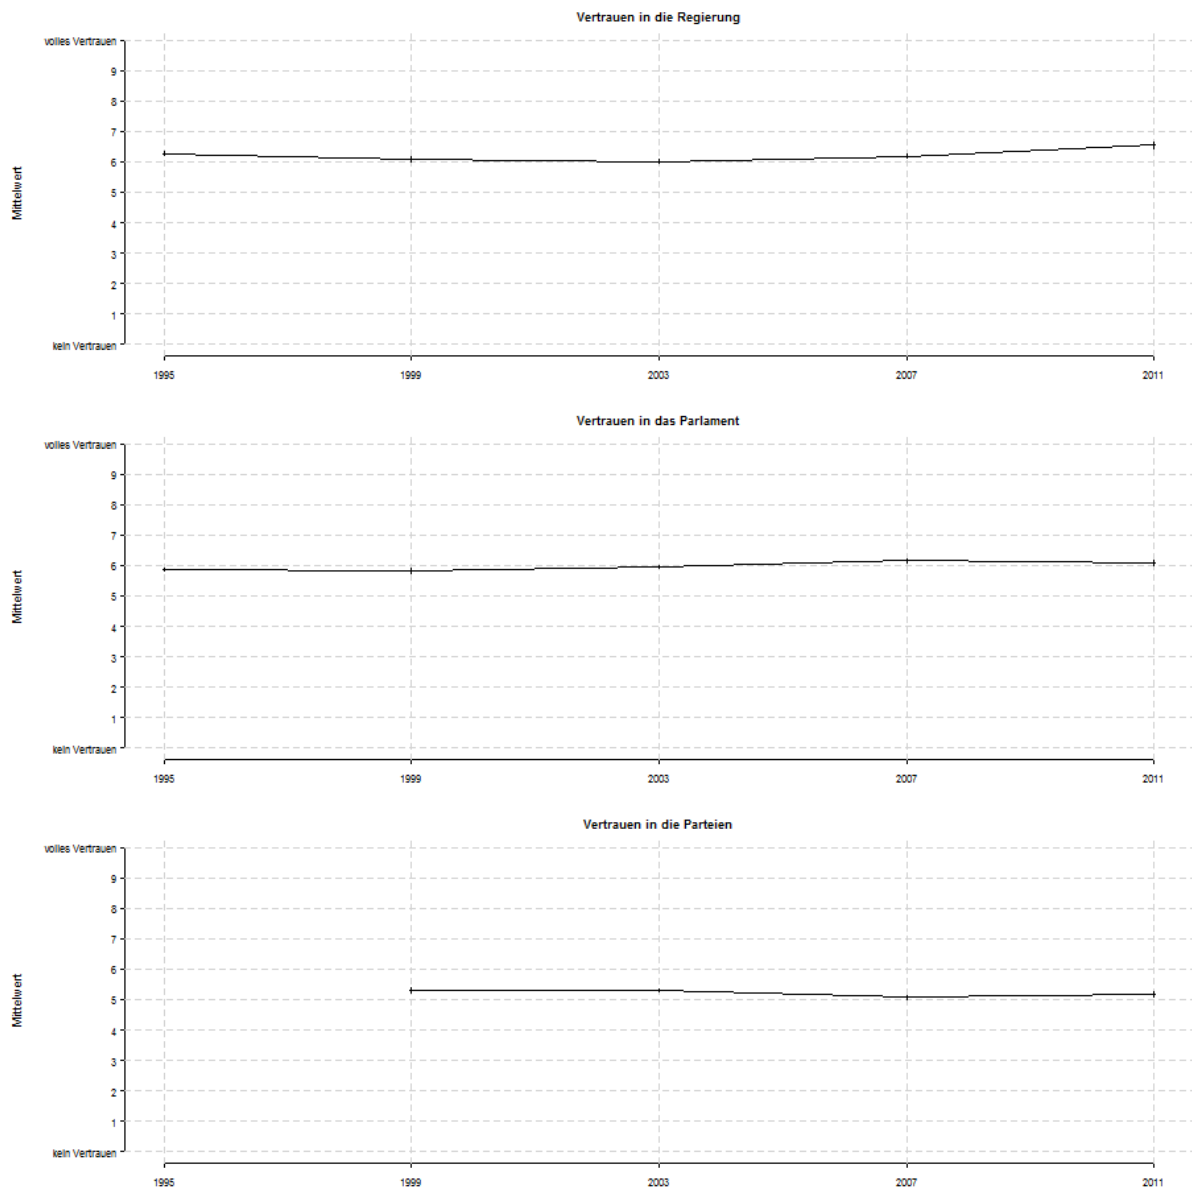 Vertrauen in die Regierung
volles Vertrauen
9
8
7
6
5
4
3
2
1
kein Vertrauen
Mittelwert
1995 1999 2003 2007 2011
Vertrauen in das Parlament
volles Vertrauen
9
8
7
6
5
4
3
2
1
kein Vertrauen
Mittelwert
1995 1999 2003 2007 2011
Vertrauen in die Parteien
volles Vertrauen
9
8
7
6
5
4
3
2
1
kein Vertrauen
Mittelwert
1995 1999 2003 2007 2011